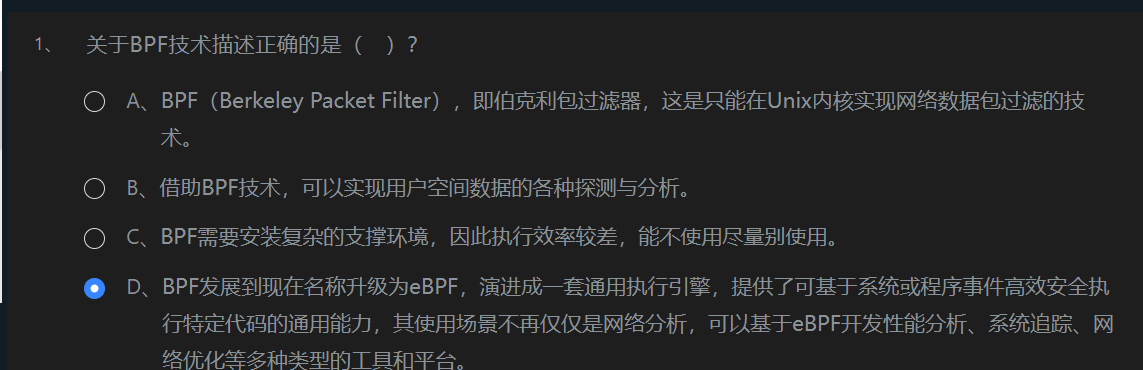 1、 关于BPF技术描述正确的是（　）?
A、BPF（Berkeley Packet Filter），即伯克利包过滤器，这是只能在Unix内核实现网络数据包过滤的技
术。
B、借助BPF技术，可以实现用户空间数据的各种探测与分析。
C、BPF需要安装复杂的支撑环境，因此执行效率较差，能不使用尽量别使用。
D、BPF发展到现在名称升级为eBPF，演进成一套通用执行引擎，提供了可基于系统或程序事件高效安全执
行特定代码的通用能力，其使用场景不再仅仅是网络分析，可以基于eBPF开发性能分析、系统追踪、网
络优化等多种类型的工具和平台。